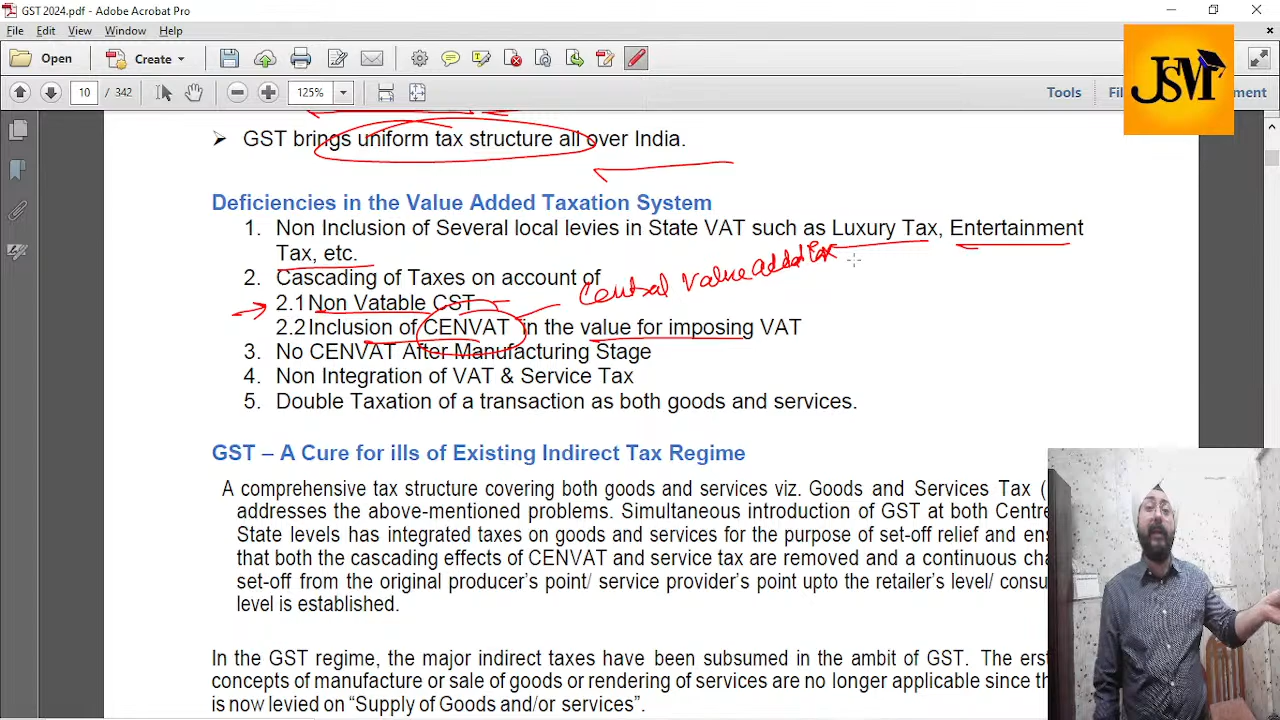 GST 2024.pdf - Adobe Acrobat Pro
File Edit View Window Help
Open Create
10 / 342 125% Tools
JSM
➢ GST brings uniform tax structure all over India.
Deficiencies in the Value Added Taxation System
1. Non Inclusion of Several local levies in State VAT such as Luxury Tax, Entertainment
Tax, etc.
2. Cascading of Taxes on account of
Central Value added tax
2.1 Non Vatable CST
2.2 Inclusion of CENVAT in the value for imposing VAT
3. No CENVAT After Manufacturing Stage
4. Non Integration of VAT & Service Tax
5. Double Taxation of a transaction as both goods and services.
GST – A Cure for ills of Existing Indirect Tax Regime
A comprehensive tax structure covering both goods and services viz. Goods and Services Tax (
addresses the above-mentioned problems. Simultaneous introduction of GST at both Centre
State levels has integrated taxes on goods and services for the purpose of set-off relief and
that both the cascading effects of CENVAT and service tax are removed and a continuous
set-off from the original producer's point/ service provider's point upto the retailer's level/
level is established.
In the GST regime, the major indirect taxes have been subsumed in the ambit of GST. The
concepts of manufacture or sale of goods or rendering of services are no longer applicable since
is now levied on “Supply of Goods and/or services”.